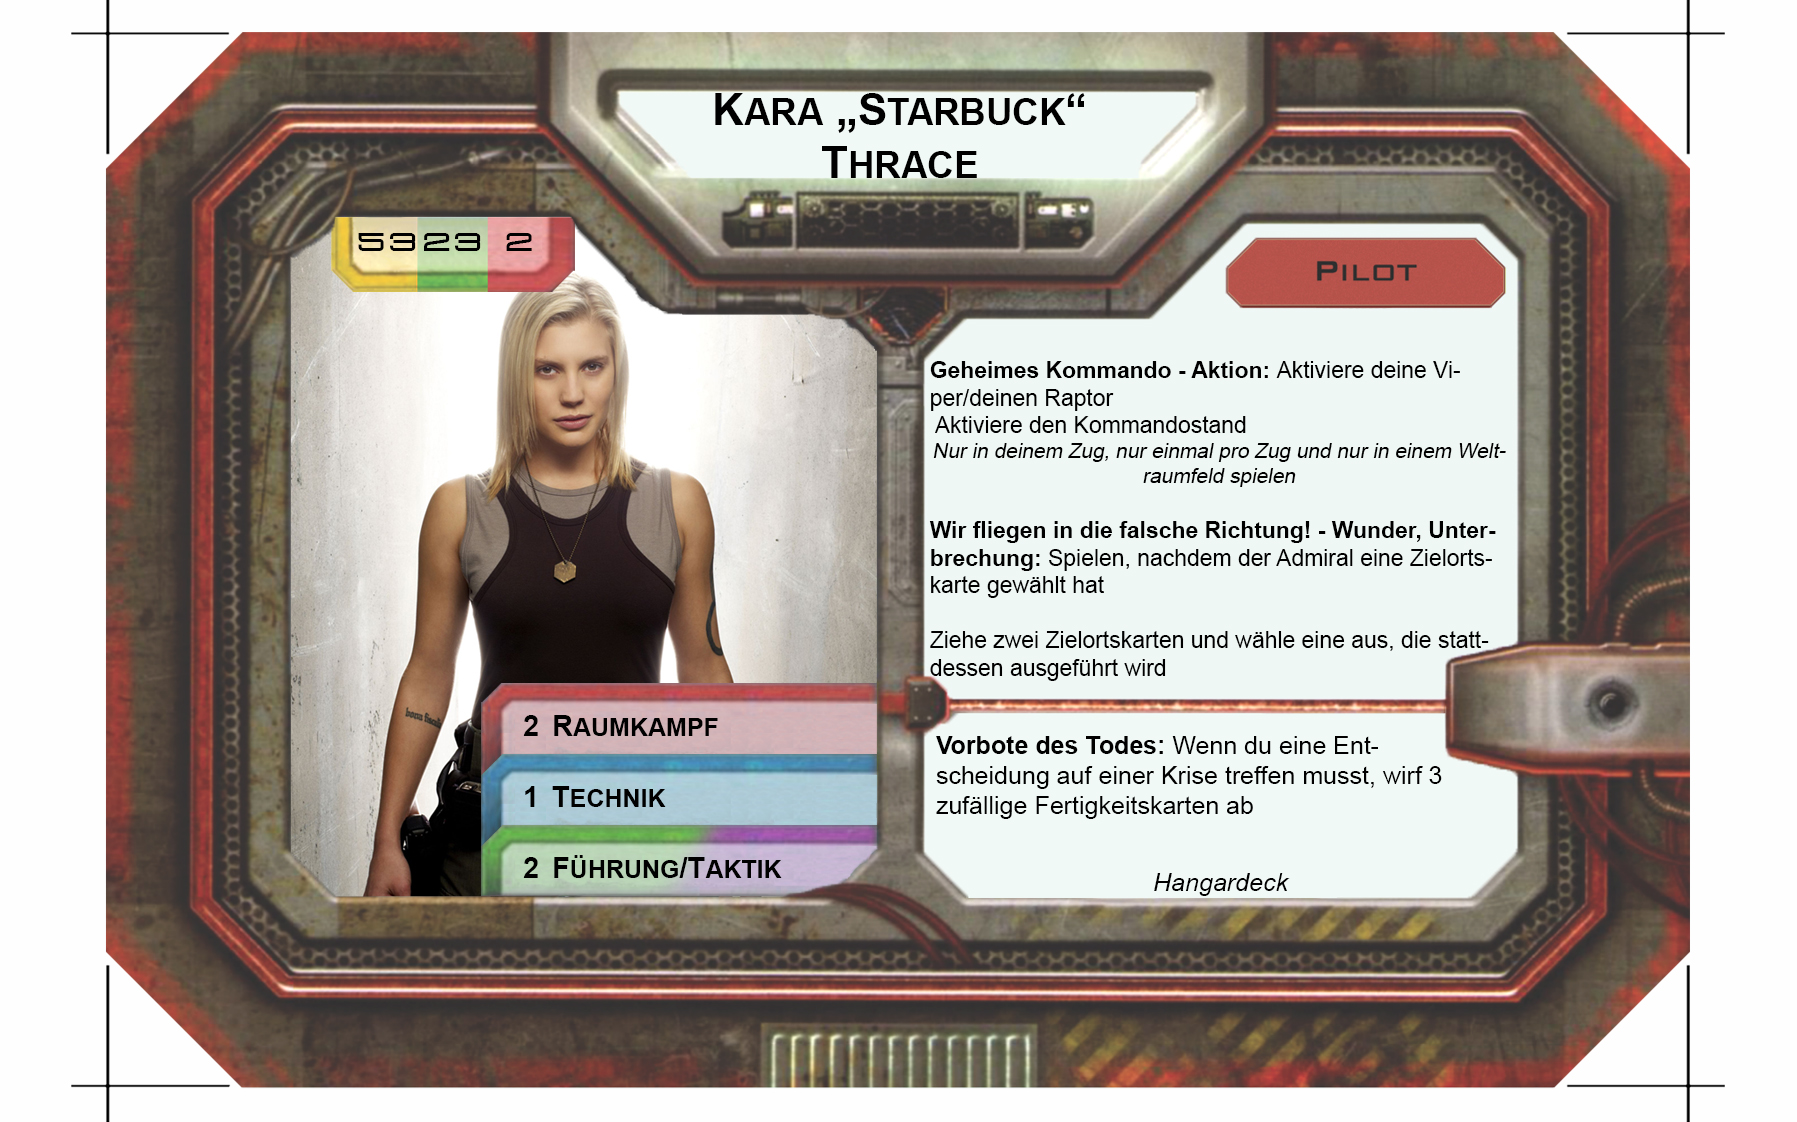 KARA „STARBUCK“
THRACE
53 23 2
PILOT
Geheimes Kommando - Aktion: Aktiviere deine Vi-
per/deinen Raptor
Aktiviere den Kommandostand
Nur in deinem Zug, nur einmal pro Zug und nur in einem Welt-
raumfeld spielen
Wir fliegen in die falsche Richtung! - Wunder, Unter-
brechung: Spielen, nachdem der Admiral eine Zielorts-
karte gewählt hat
Ziehe zwei Zielortskarten und wähle eine aus, die statt-
dessen ausgeführt wird
2 RAUMKAMPF
1 TECHNIK
2 FÜHRUNG/TAKTIK
Vorbote des Todes: Wenn du eine Ent-
scheidung auf einer Krise treffen musst, wirf 3
zufällige Fertigkeitskarten ab
Hangardeck